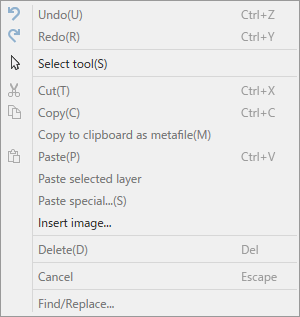 Undo(U) Ctrl+Z
Redo(R) Ctrl+Y
Select tool(S)
Cut(T) Ctrl+X
Copy(C) Ctrl+C
Copy to clipboard as metafile(M)
Paste(P) Ctrl+V
Paste selected layer
Paste special...(S)
Insert image...
Delete(D) Del
Cancel Escape
Find/Replace...